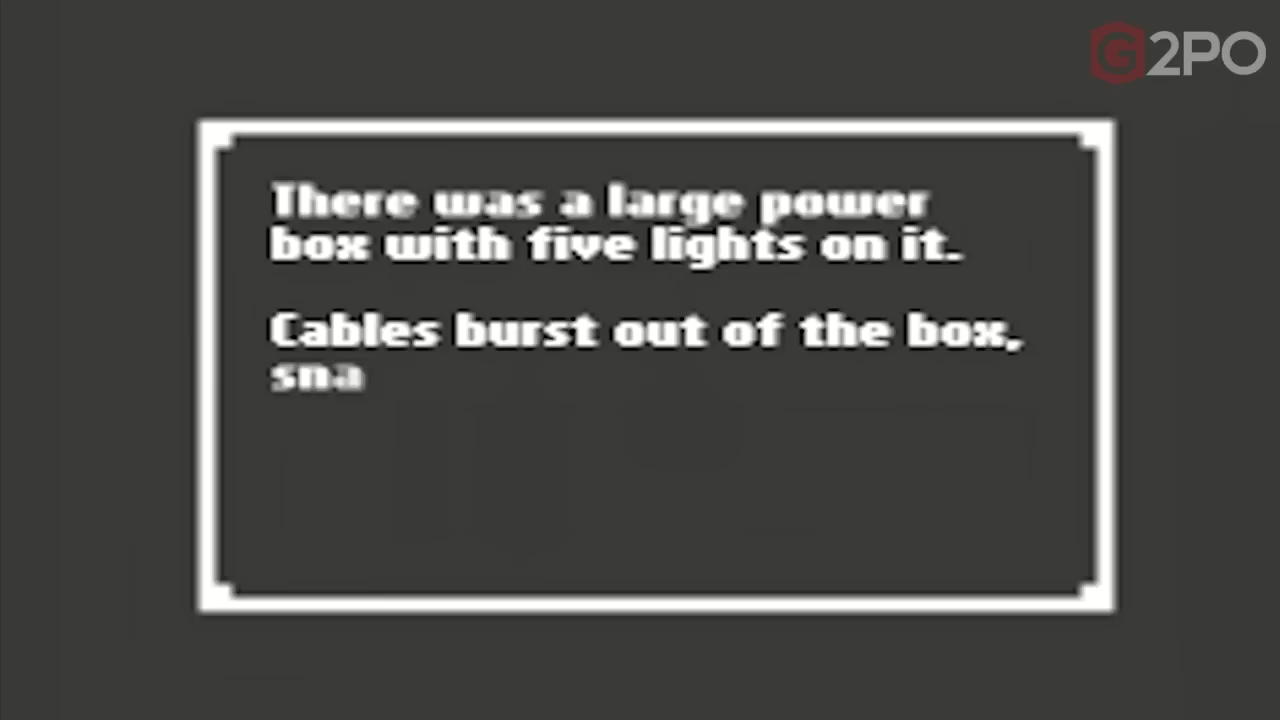 G2PO
There was a large power
box with five lights on it.
Cables burst out of the box,
sna